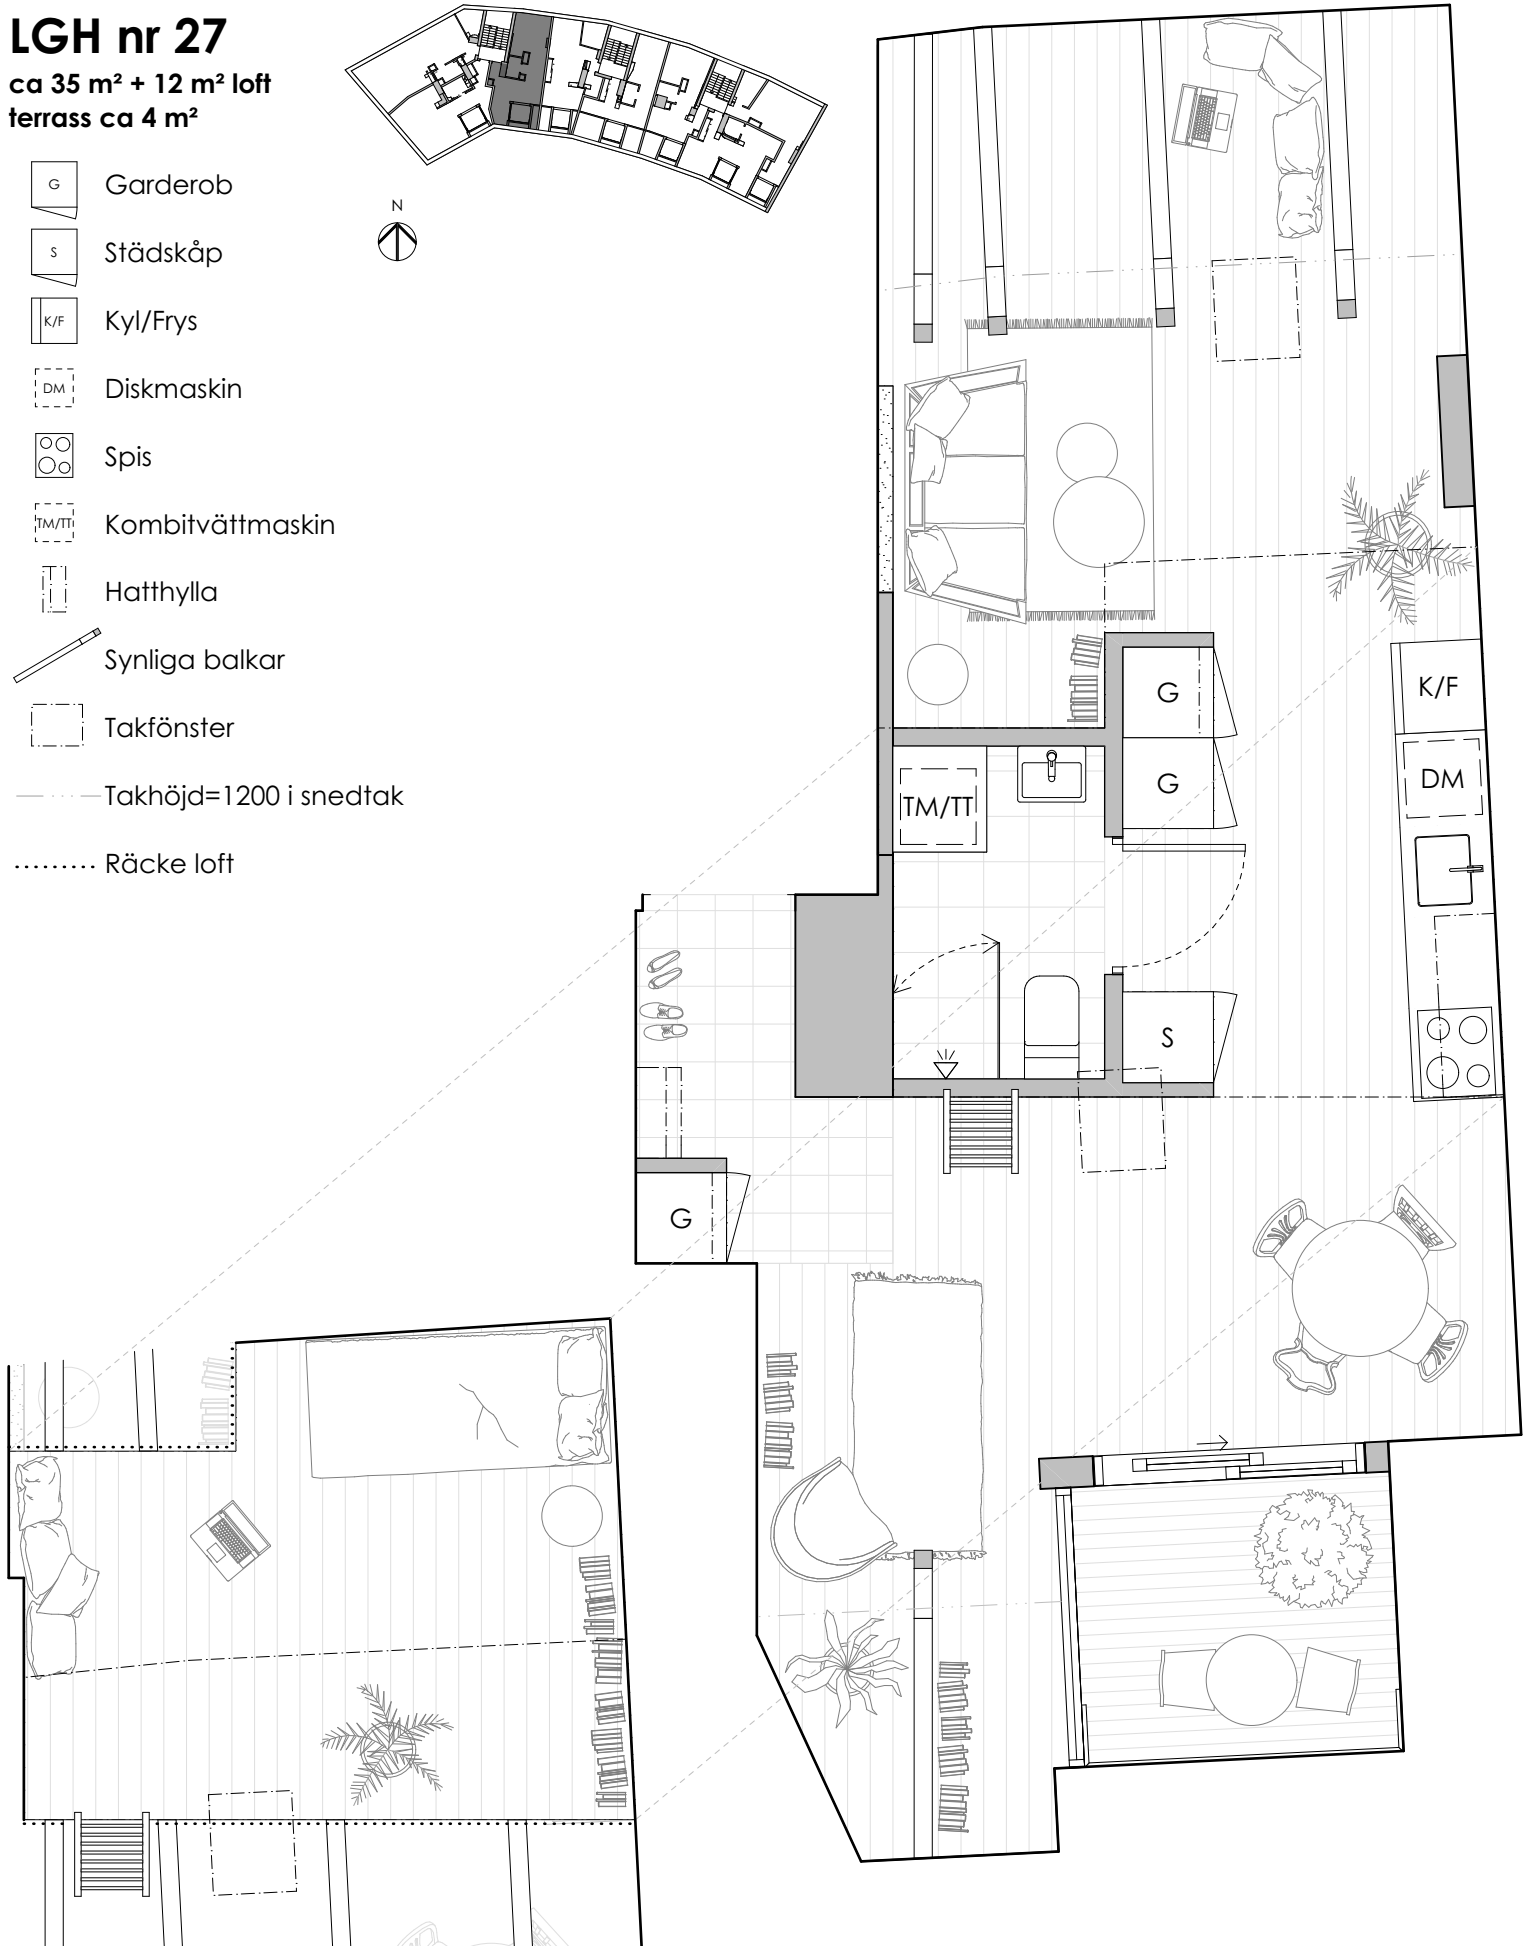 LGH nr 27
ca 35 m² + 12 m² loft
terrass ca 4 m²
G Garderob
S Städskåp
K/F Kyl/Frys
DM Diskmaskin
Spis
TM/TT Kombitvättmaskin
Hatthylla
Synliga balkar
Takfönster
Takhöjd=1200 i snedtak
Räcke loft
N
G
K/F
G
DM
TM/TT
S
G